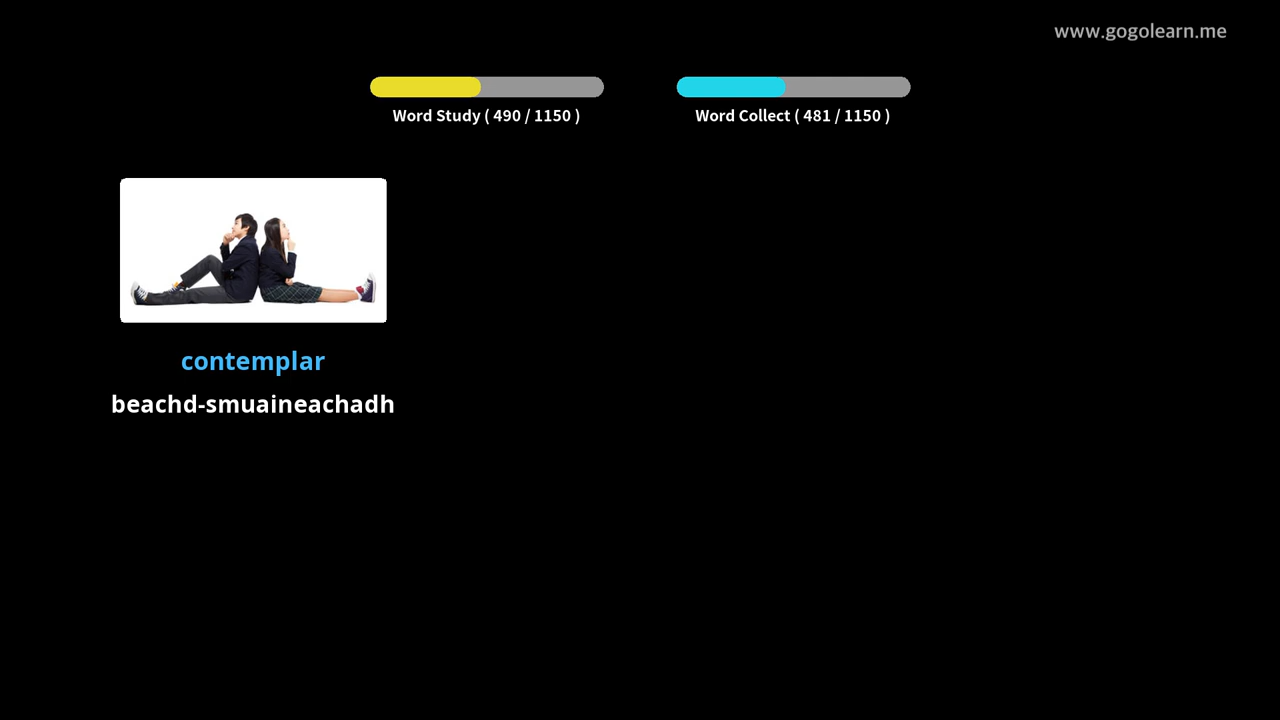 www.gogolearn.me
Word Study ( 490 / 1150 )
Word Collect ( 481 / 1150 )
contemplar
beachd-smuaineachadh